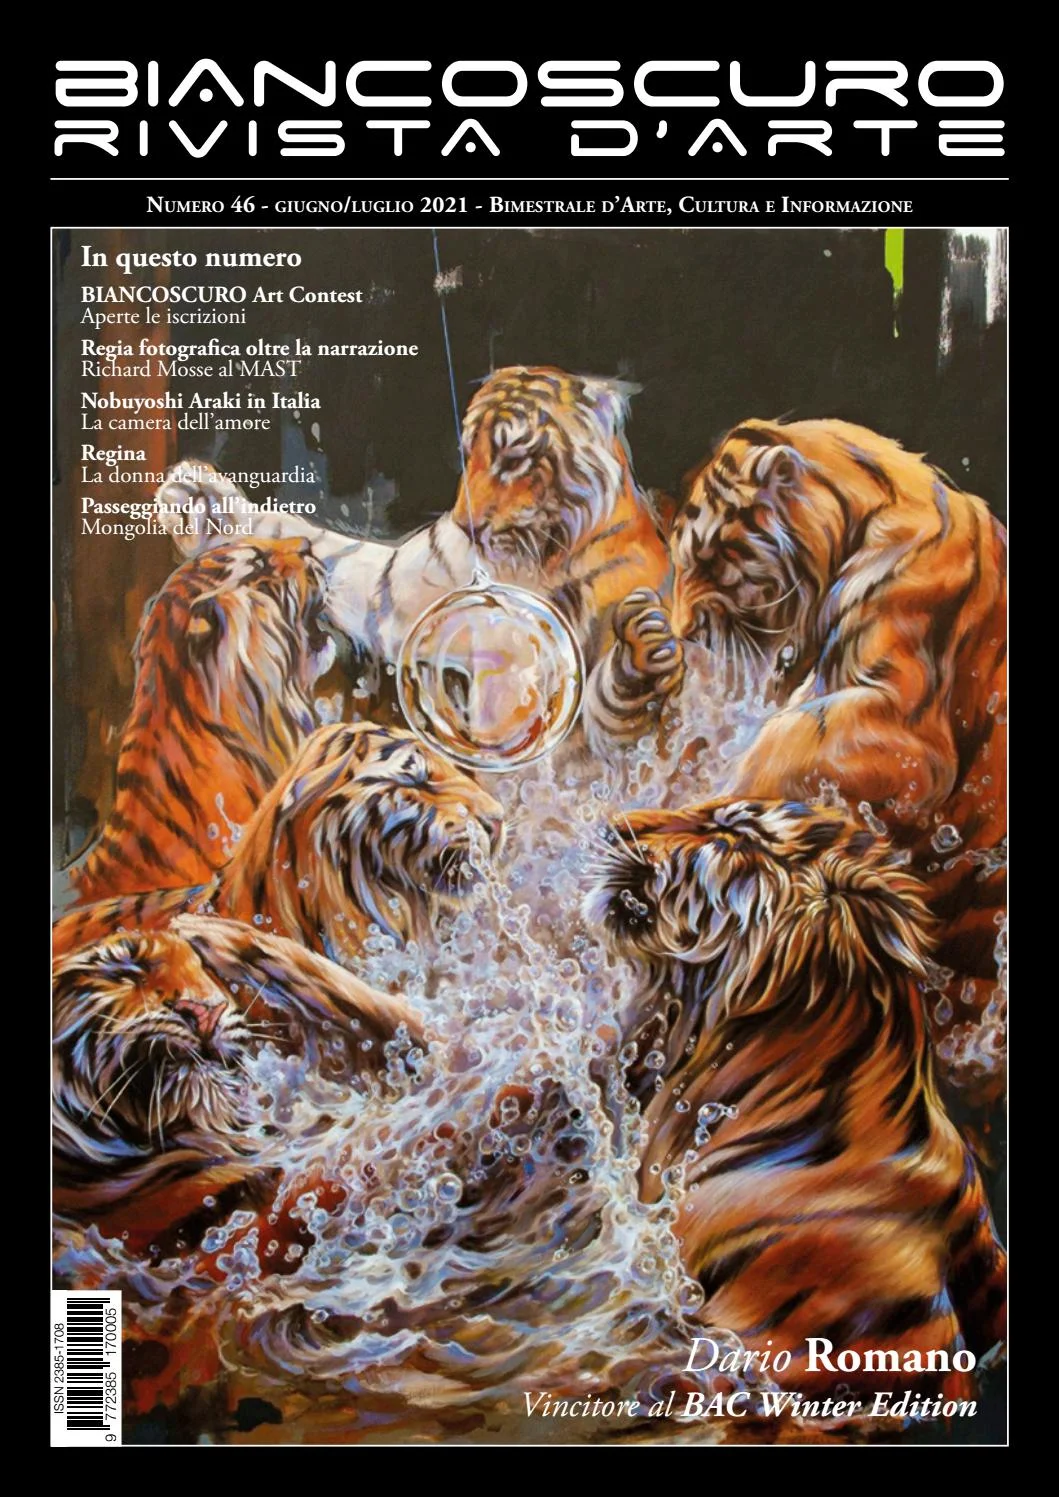 BIANCOSCURO
RIVISTA D'ARTE
Numero 46 - giugno/luglio 2021 - Bimestrale d'Arte, Cultura e Informazione
In questo numero
BIANCOSCURO Art Contest
Aperte le iscrizioni
Regia fotografica oltre la narrazione
Richard Mosse al MAST
Nobuyoshi Araki in Italia
La camera dell'amore
Regina
La donna dell'avanguardia
Passeggiando all'indietro
Mongolia del Nord
ISSN 2385-1708
9 772385 170005
Dario Romano
Vincitore al BAC Winter Edition